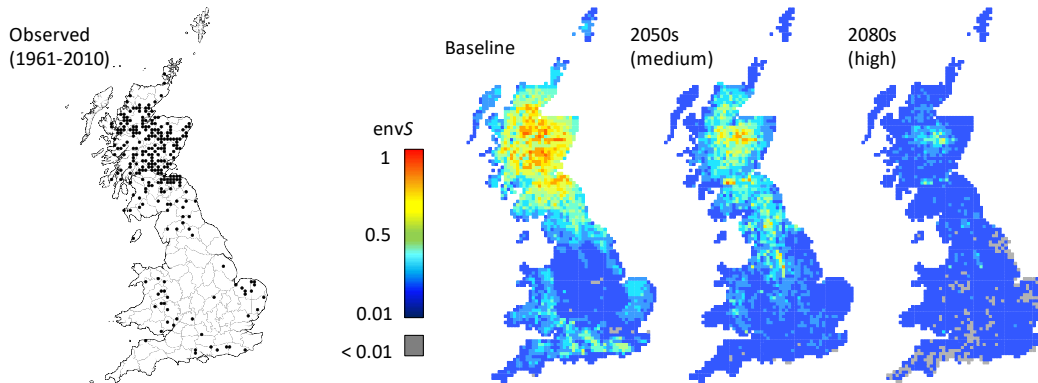 Observed
(1961-2010)
Baseline
2050s
(medium)
2080s
(high)
envS
1
0.5
0.01
< 0.01